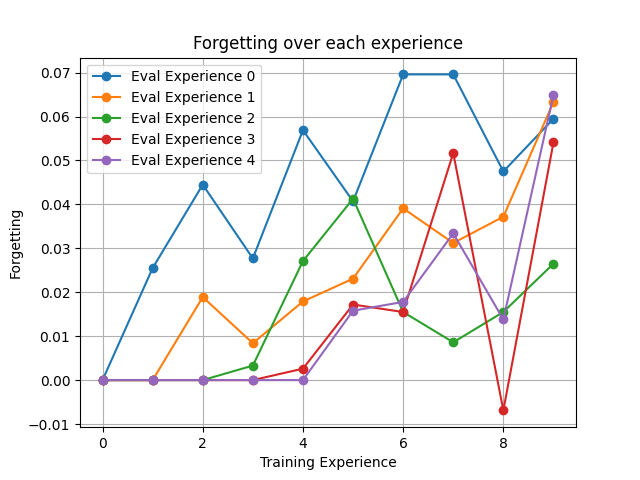 Forgetting over each experience
Eval Experience 0
Eval Experience 1
Eval Experience 2
Eval Experience 3
Eval Experience 4
0.07
0.06
0.05
0.04
0.03
0.02
0.01
0.00
−0.01
Forgetting
0 2 4 6 8
Training Experience